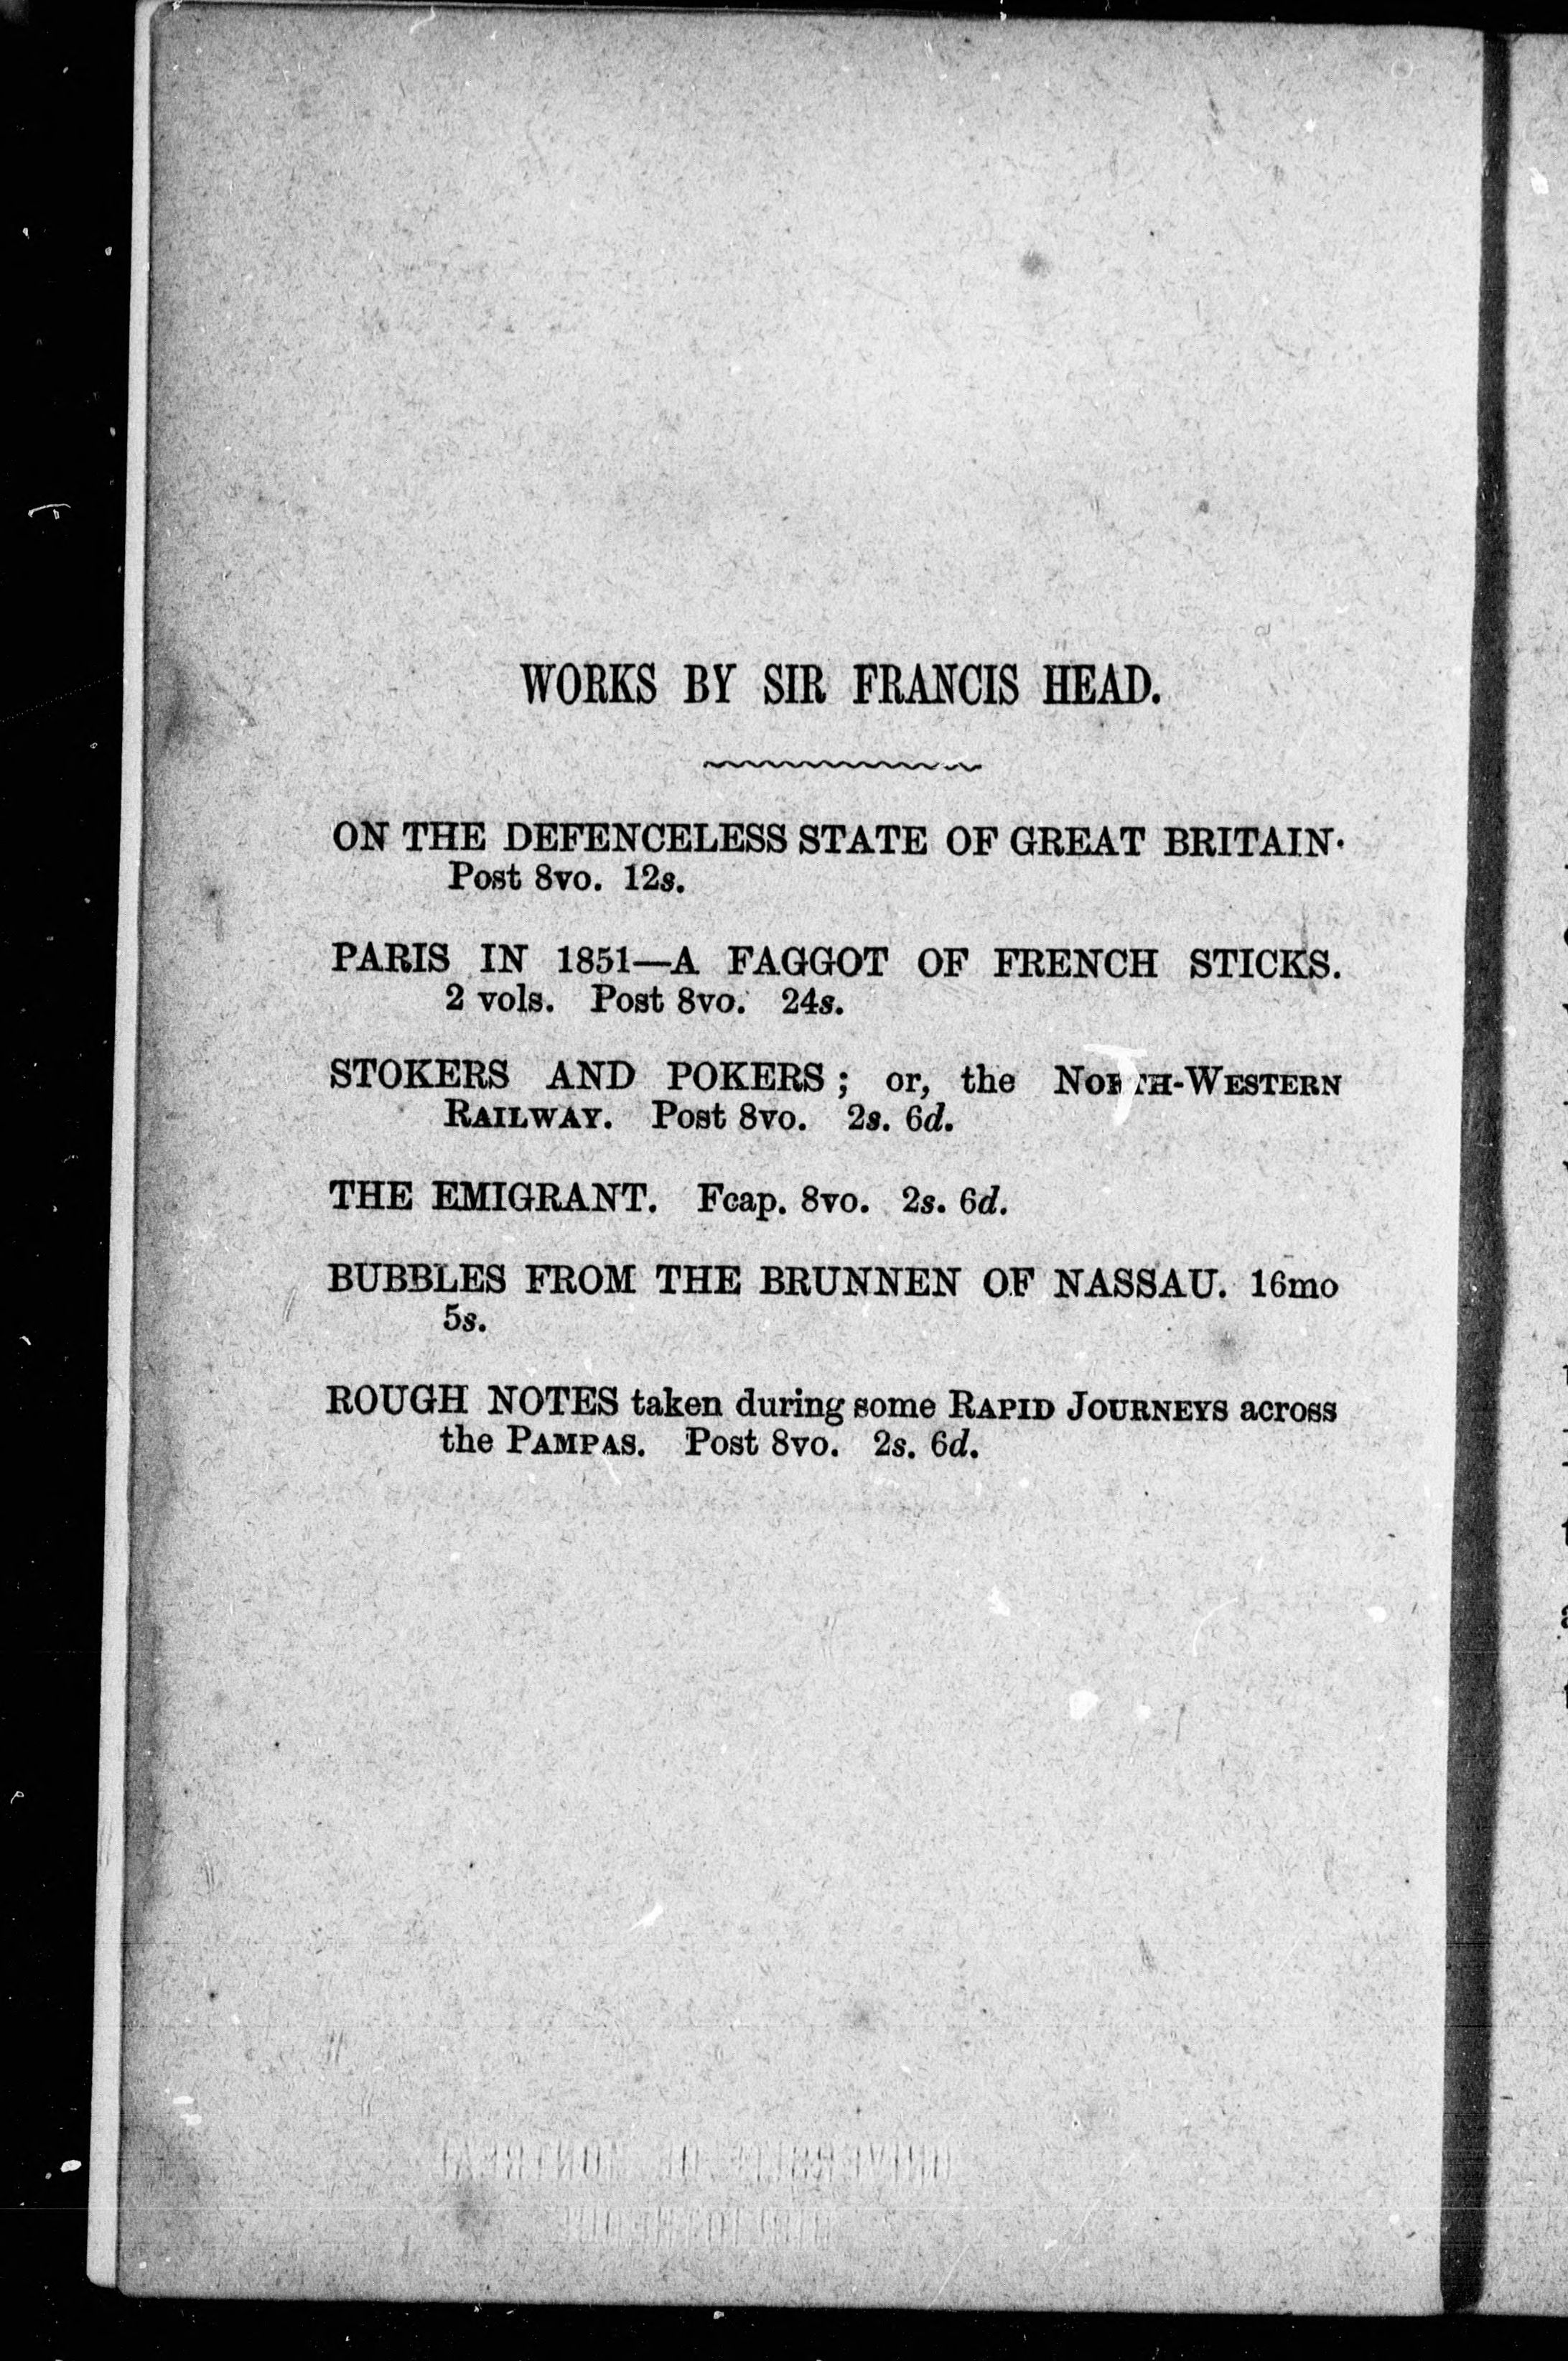 WORKS BY SIR FRANCIS HEAD.
ON THE DEFENCELESS STATE OF GREAT BRITAIN.
Post 8vo. 12s.
PARIS IN 1851—A FAGGOT OF FRENCH STICKS.
2 vols. Post 8vo. 24s.
STOKERS AND POKERS; or, the NORTH-WESTERN
RAILWAY. Post 8vo. 2s. 6d.
THE EMIGRANT. Fcap. 8vo. 2s. 6d.
BUBBLES FROM THE BRUNNEN OF NASSAU. 16mo
5s.
ROUGH NOTES taken during some RAPID JOURNEYS across
the PAMPAS. Post 8vo. 2s. 6d.